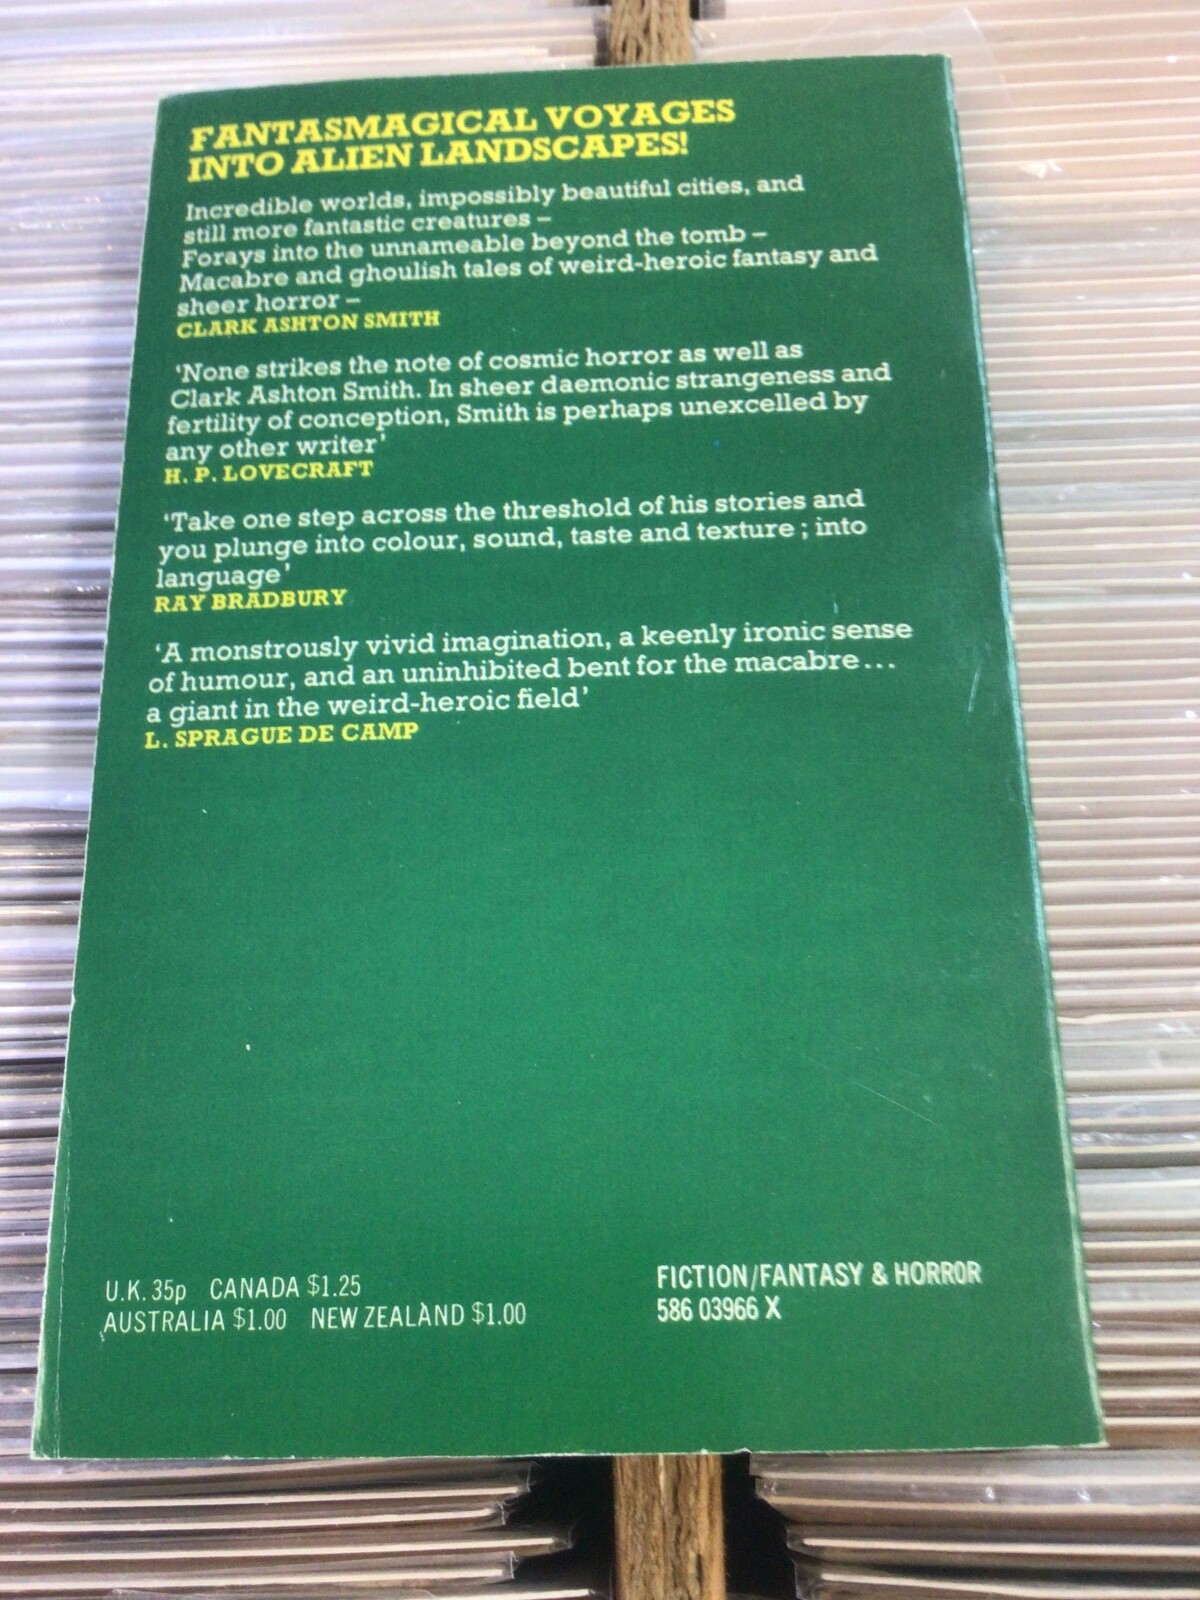 FANTASMAGICAL VOYAGES
INTO ALIEN LANDSCAPES!
Incredible worlds, impossibly beautiful cities, and
still more fantastic creatures –
Forays into the unnameable beyond the tomb –
Macabre and ghoulish tales of weird-heroic fantasy and
sheer horror –
CLARK ASHTON SMITH
‘None strikes the note of cosmic horror as well as
Clark Ashton Smith. In sheer daemonic strangeness and
fertility of conception, Smith is perhaps unexcelled by
any other writer’
H. P. LOVECRAFT
‘Take one step across the threshold of his stories and
you plunge into colour, sound, taste and texture ; into
language’
RAY BRADBURY
‘A monstrously vivid imagination, a keenly ironic sense
of humour, and an uninhibited bent for the macabre...
a giant in the weird-heroic field’
L. SPRAGUE DE CAMP
U.K. 35p CANADA $1.25
AUSTRALIA $1.00 NEW ZEALAND $1.00
FICTION/FANTASY & HORROR
586 03966 X